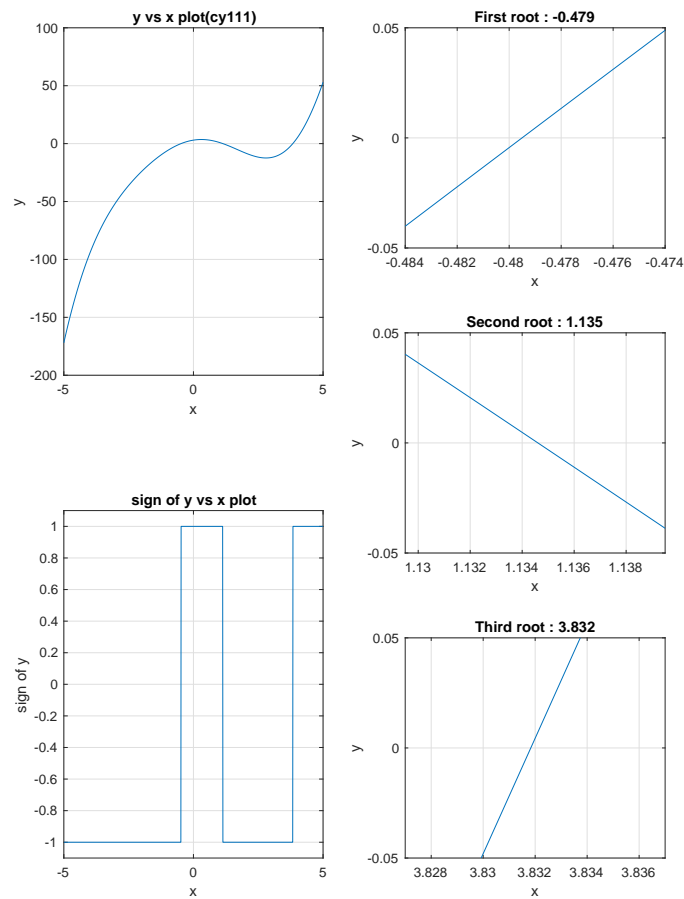 y vs x plot(cy111)
100
50
0
-50
-100
-150
-200
y
-5 0 5
x
sign of y vs x plot
1
0.8
0.6
0.4
0.2
0
-0.2
-0.4
-0.6
-0.8
-1
sign of y
-5 0 5
x
First root : -0.479
0.05
0
-0.05
y
-0.484 -0.482 -0.48 -0.478 -0.476 -0.474
x
Second root : 1.135
0.05
0
-0.05
y
1.13 1.132 1.134 1.136 1.138
x
Third root : 3.832
0.05
0
-0.05
y
3.828 3.83 3.832 3.834 3.836
x